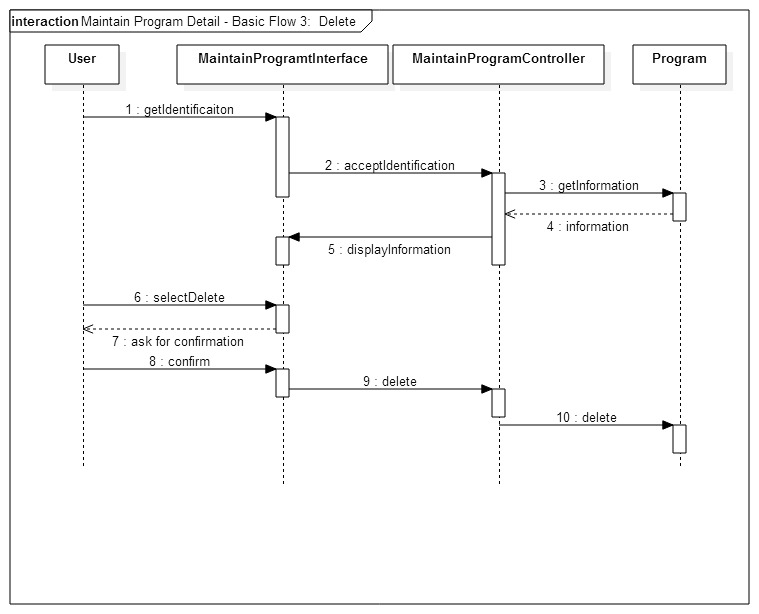 interaction Maintain Program Detail - Basic Flow 3: Delete
User
MaintainProgramtInterface
MaintainProgramController
Program
1 : getIdentificaiton
2 : acceptIdentification
3 : getInformation
4 : information
5 : displayInformation
6 : selectDelete
7 : ask for confirmation
8 : confirm
9 : delete
10 : delete